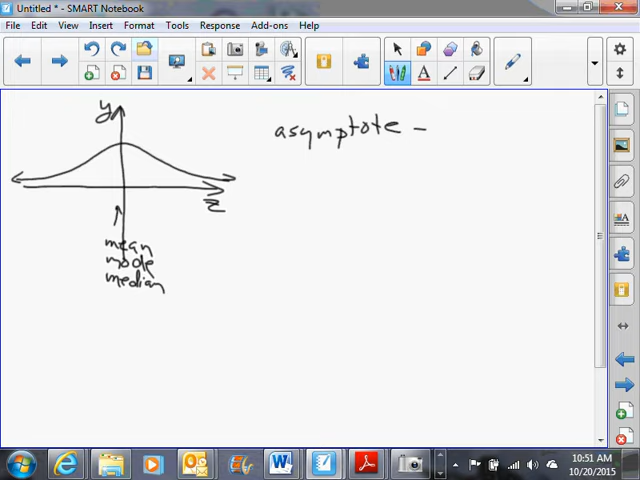 Untitled * - SMART Notebook
File Edit View Insert Format Tools Response Add-ons Help
y
asymptote -
z
mean
mode
median
10:51 AM
10/20/2015